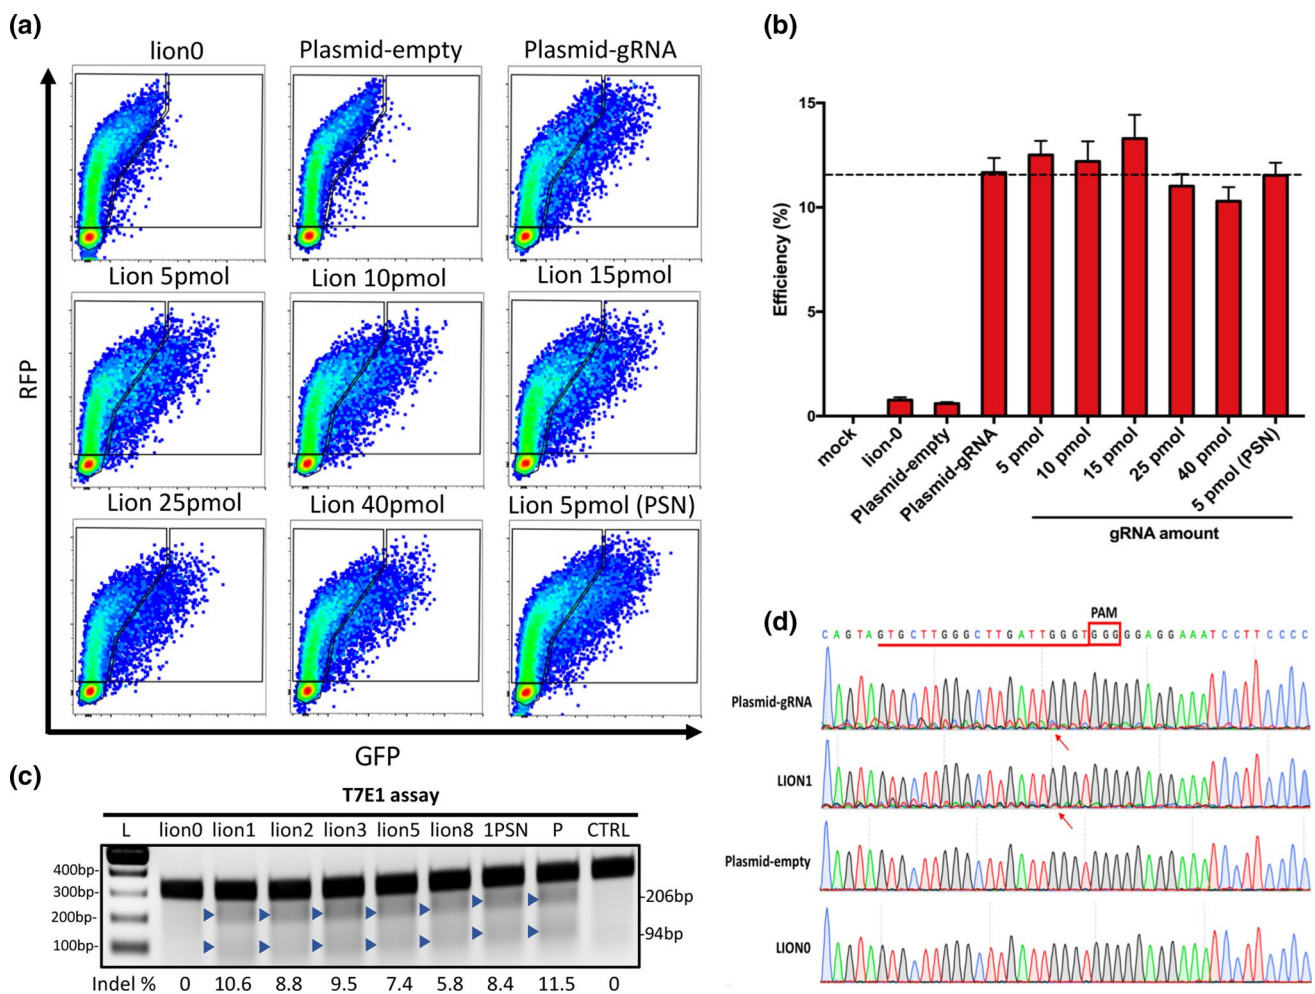 (a)
lion0 Plasmid-empty Plasmid-gRNA
Lion 5pmol Lion 10pmol Lion 15pmol
Lion 25pmol Lion 40pmol Lion 5pmol (PSN)
RFP
GFP
(b)
15
10
5
0
Efficiency (%)
mock
lion-0
Plasmid-empty
Plasmid-gRNA
5 pmol
10 pmol
15 pmol
25 pmol
40 pmol
5 pmol (PSN)
gRNA amount
(c)
T7E1 assay
L lion0 lion1 lion2 lion3 lion5 lion8 1PSN P CTRL
400bp-
300bp-
200bp-
100bp-
-206bp
-94bp
Indel % 0 10.6 8.8 9.5 7.4 5.8 8.4 11.5 0
(d)
PAM
CAGTAGTGCTTGGGCTTGATTGGGTGGGGGAGGAAATCCTTCCCC
Plasmid-gRNA
LION1
Plasmid-empty
LION0